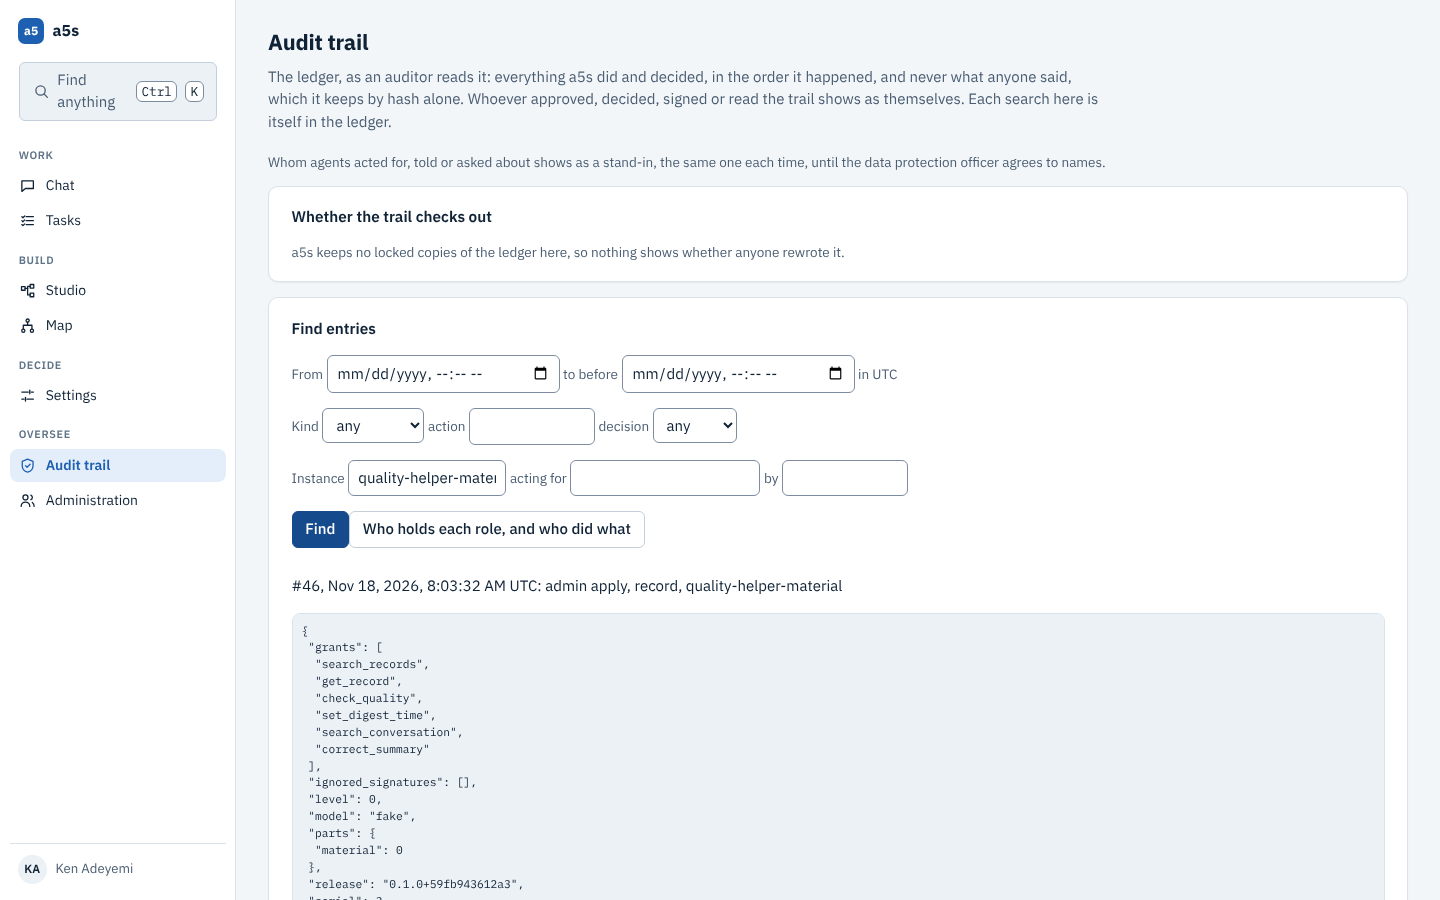 a5 a5s
Find anything Ctrl K
WORK
Chat
Tasks
BUILD
Studio
Map
DECIDE
Settings
OVERSEE
Audit trail
Administration
KA Ken Adeyemi
Audit trail
The ledger, as an auditor reads it: everything a5s did and decided, in the order it happened, and never what anyone said,
which it keeps by hash alone. Whoever approved, decided, signed or read the trail shows as themselves. Each search here is
itself in the ledger.
Whom agents acted for, told or asked about shows as a stand-in, the same one each time, until the data protection officer agrees to names.
Whether the trail checks out
a5s keeps no locked copies of the ledger here, so nothing shows whether anyone rewrote it.
Find entries
From mm/dd/yyyy, --:-- -- to before mm/dd/yyyy, --:-- -- in UTC
Kind any action decision any
Instance quality-helper-mater acting for by
Find Who holds each role, and who did what
#46, Nov 18, 2026, 8:03:32 AM UTC: admin apply, record, quality-helper-material
{
"grants": [
"search_records",
"get_record",
"check_quality",
"set_digest_time",
"search_conversation",
"correct_summary"
],
"ignored_signatures": [],
"level": 0,
"model": "fake",
"parts": {
"material": 0
},
"release": "0.1.0+59fb943612a3",